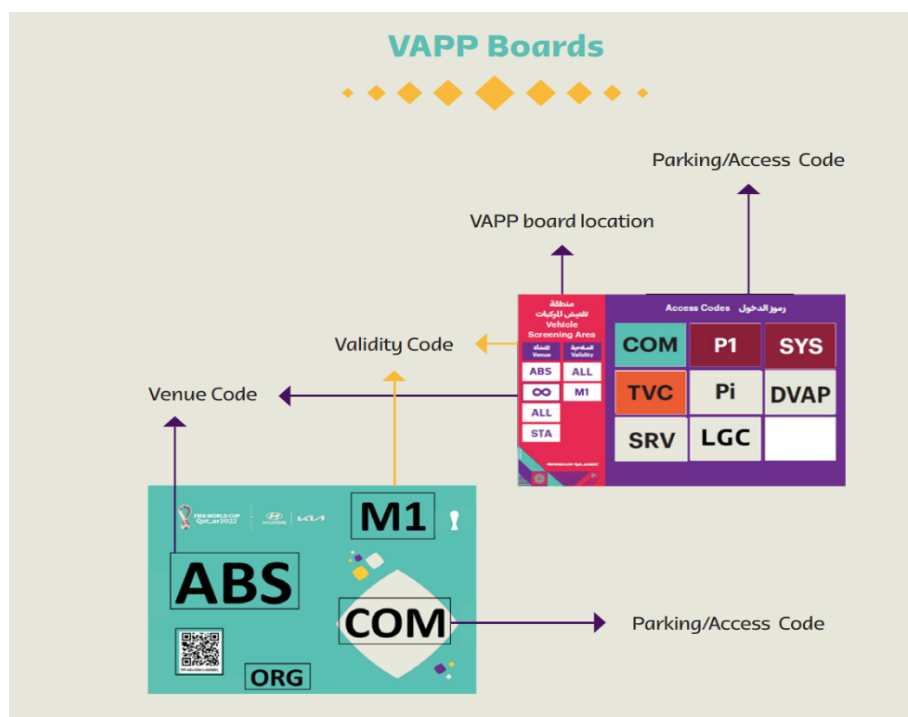 VAPP Boards
Parking/Access Code
VAPP board location
منطقة
تفتيش المركبات
Vehicle
Screening Area
Access Codes رموز الدخول
Validity Code
Venue Code
Venue
الصلاحية
Validity
ABS ALL
∞ M1
ALL
STA
COM P1 SYS
TVC Pi DVAP
SRV LGC
FIFA WORLD CUP
Qatar2022
HYUNDAI
KIA
M1
ABS
COM
Parking/Access Code
ORG